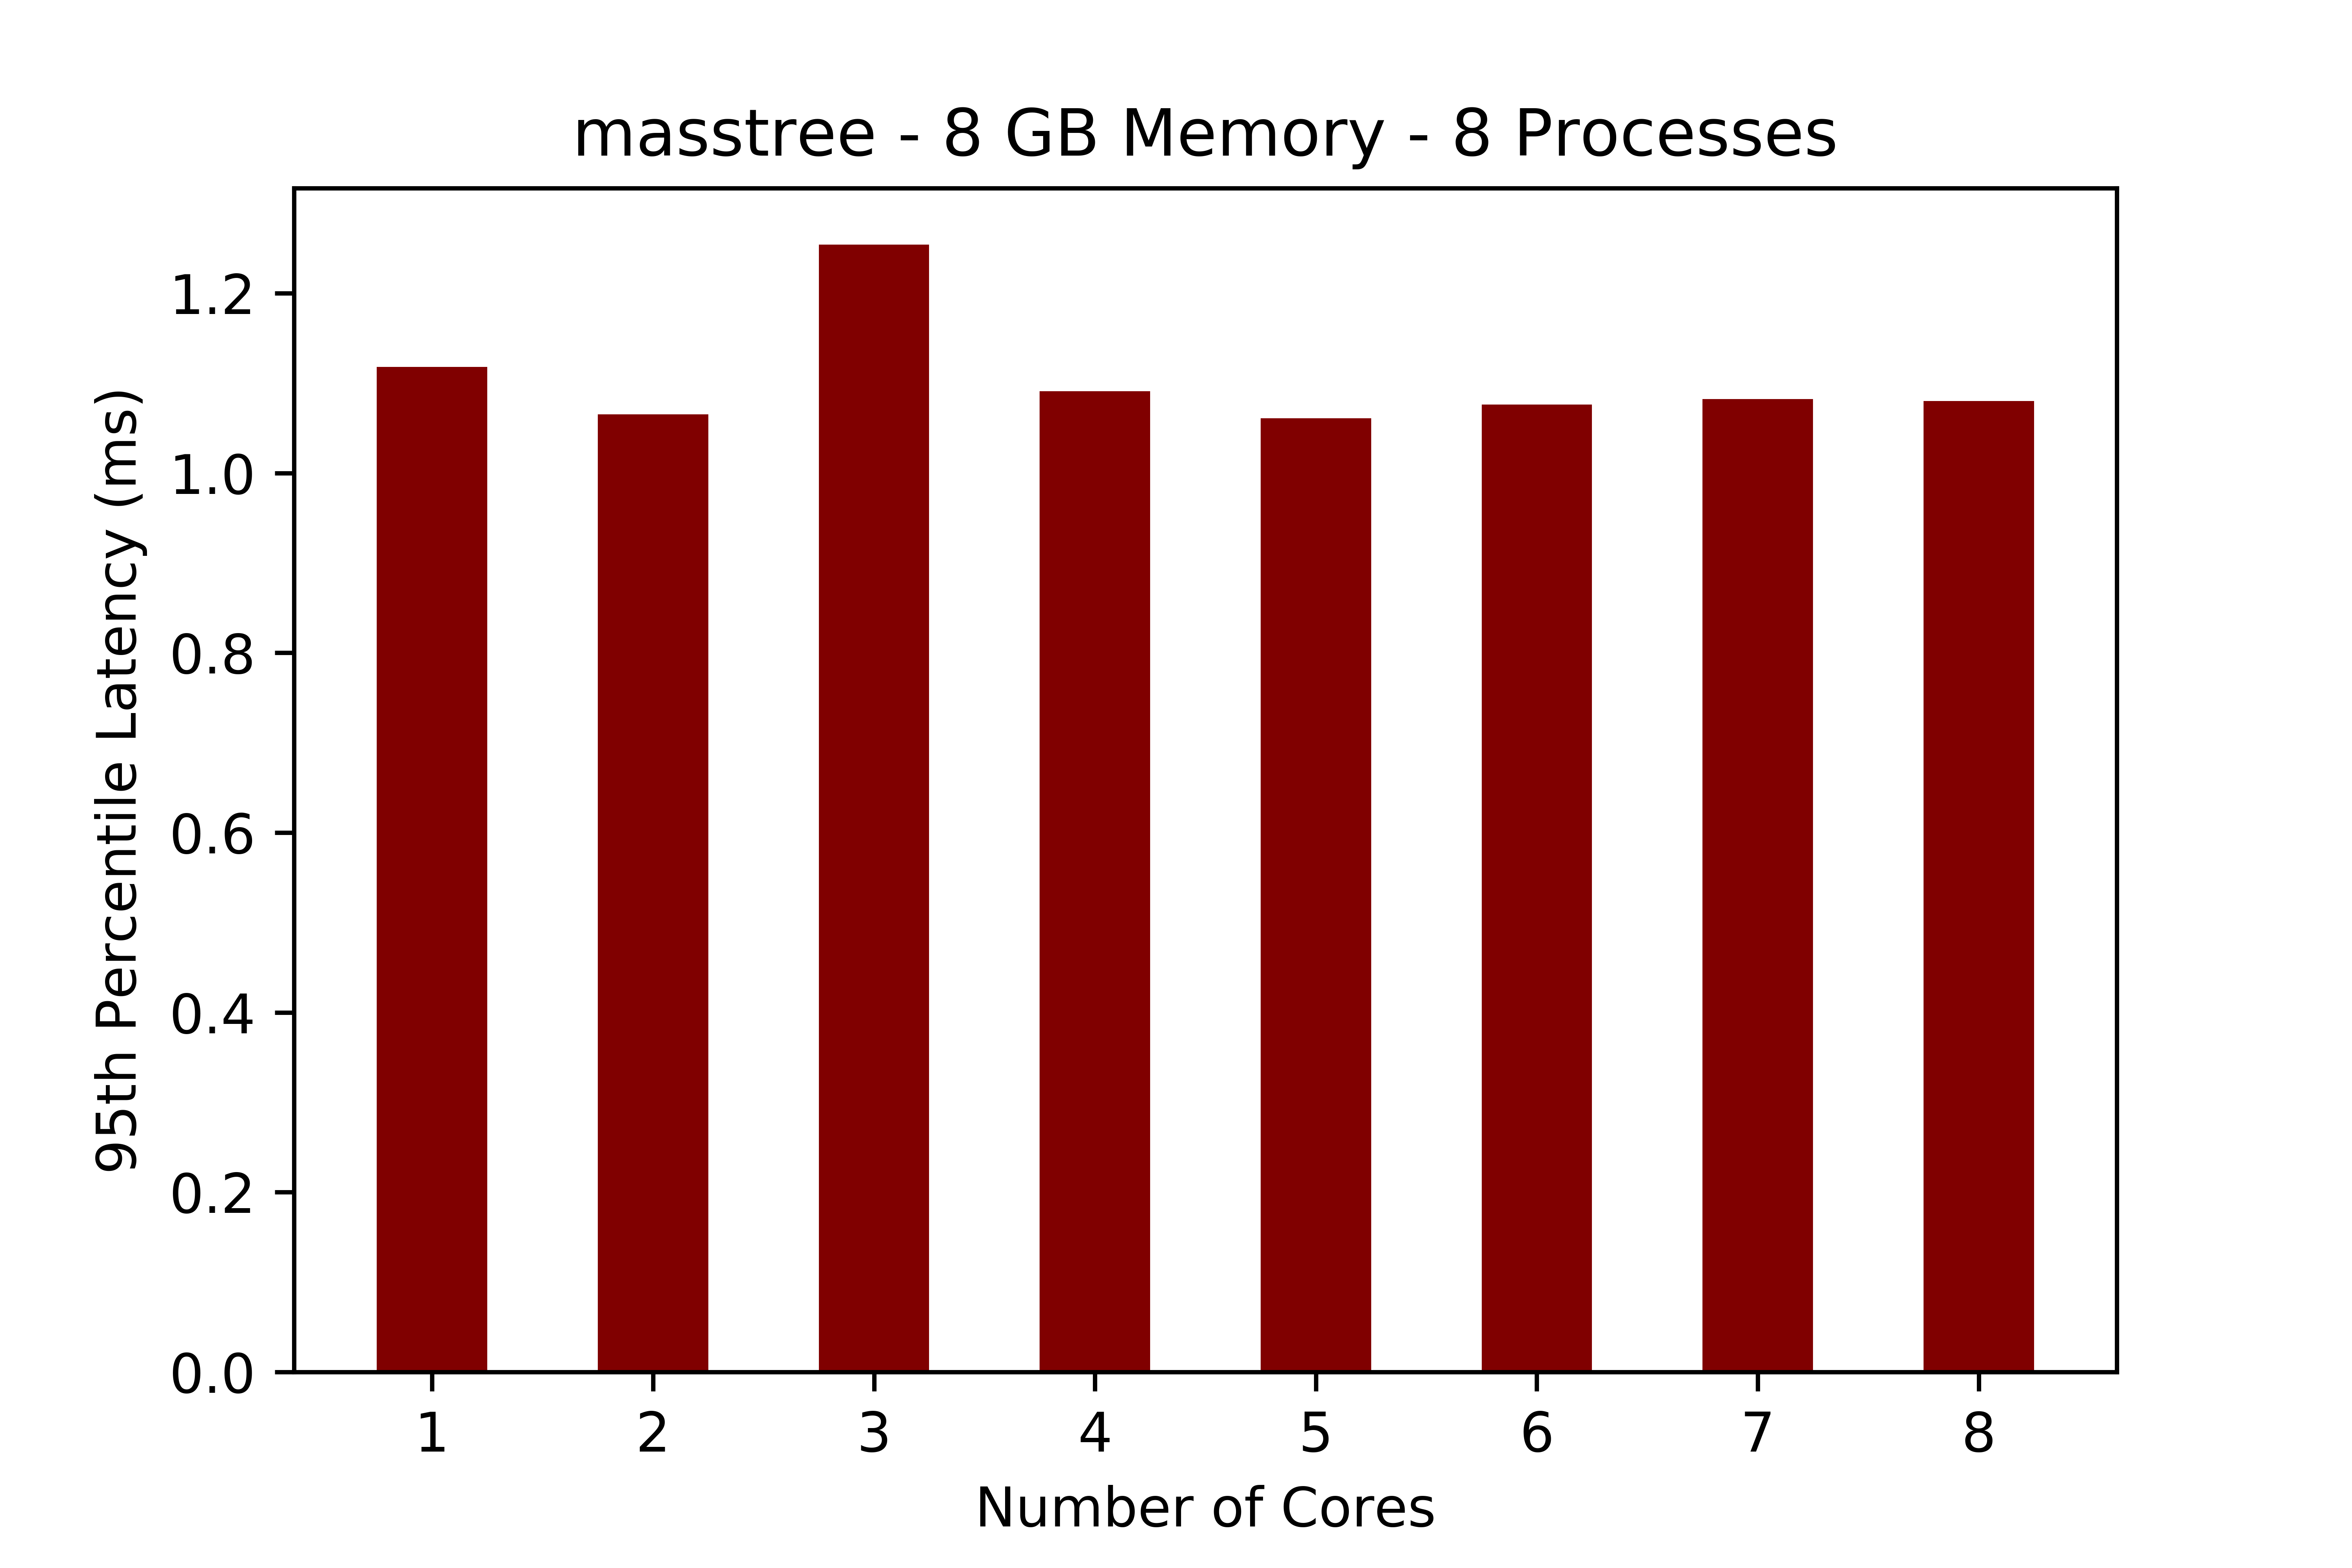 masstree - 8 GB Memory - 8 Processes
95th Percentile Latency (ms)
1.2
1.0
0.8
0.6
0.4
0.2
0.0
1 2 3 4 5 6 7 8
Number of Cores